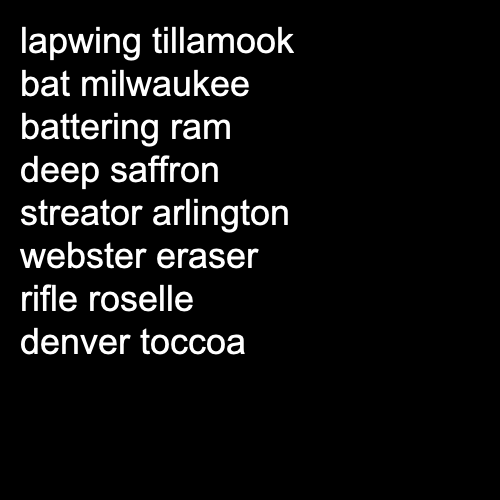 lapwing tillamook
bat milwaukee
battering ram
deep saffron
streator arlington
webster eraser
rifle roselle
denver toccoa